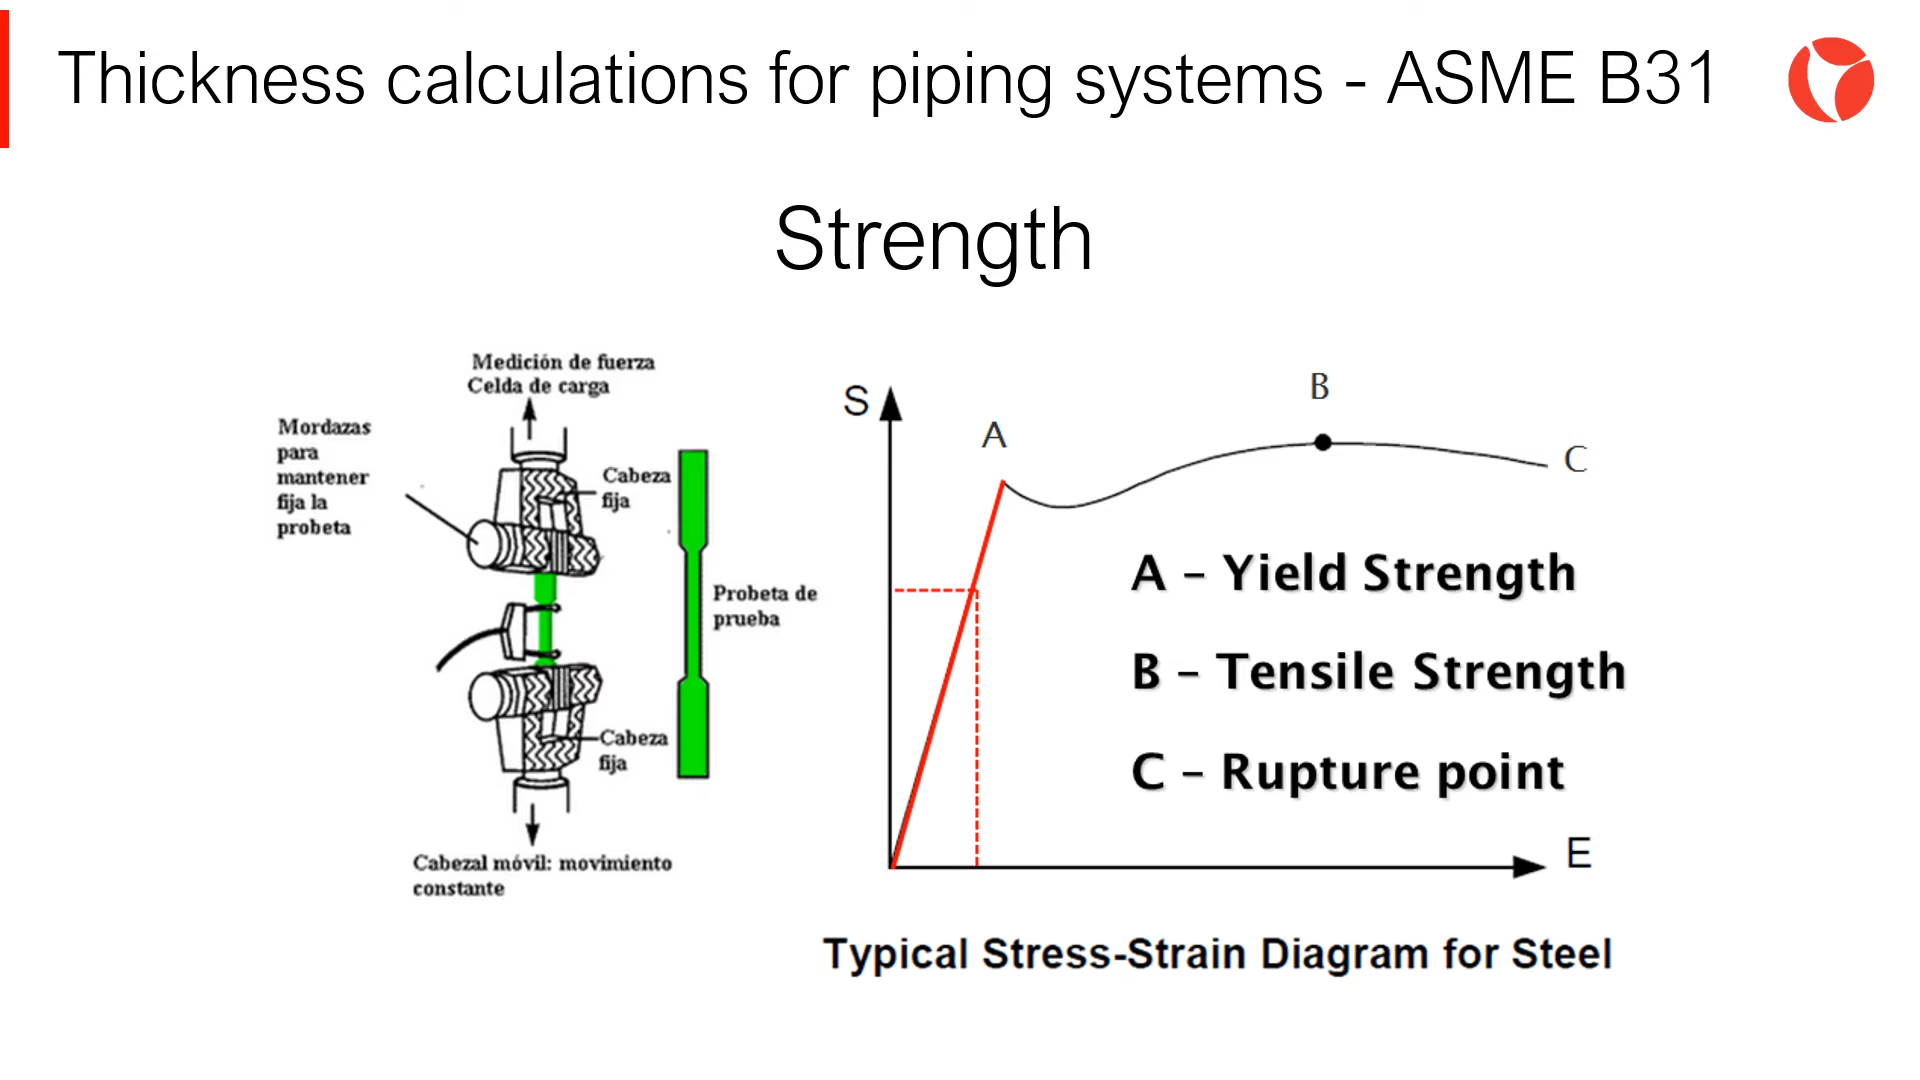 Thickness calculations for piping systems - ASME B31
Strength
Medición de fuerza
Celda de carga
Mordazas
para
mantener
fija la
probeta
Cabeza
fija
Probeta de
prueba
Cabeza
fija
Cabezal móvil: movimiento
constante
S
A
B
C
A – Yield Strength
B – Tensile Strength
C – Rupture point
E
Typical Stress-Strain Diagram for Steel